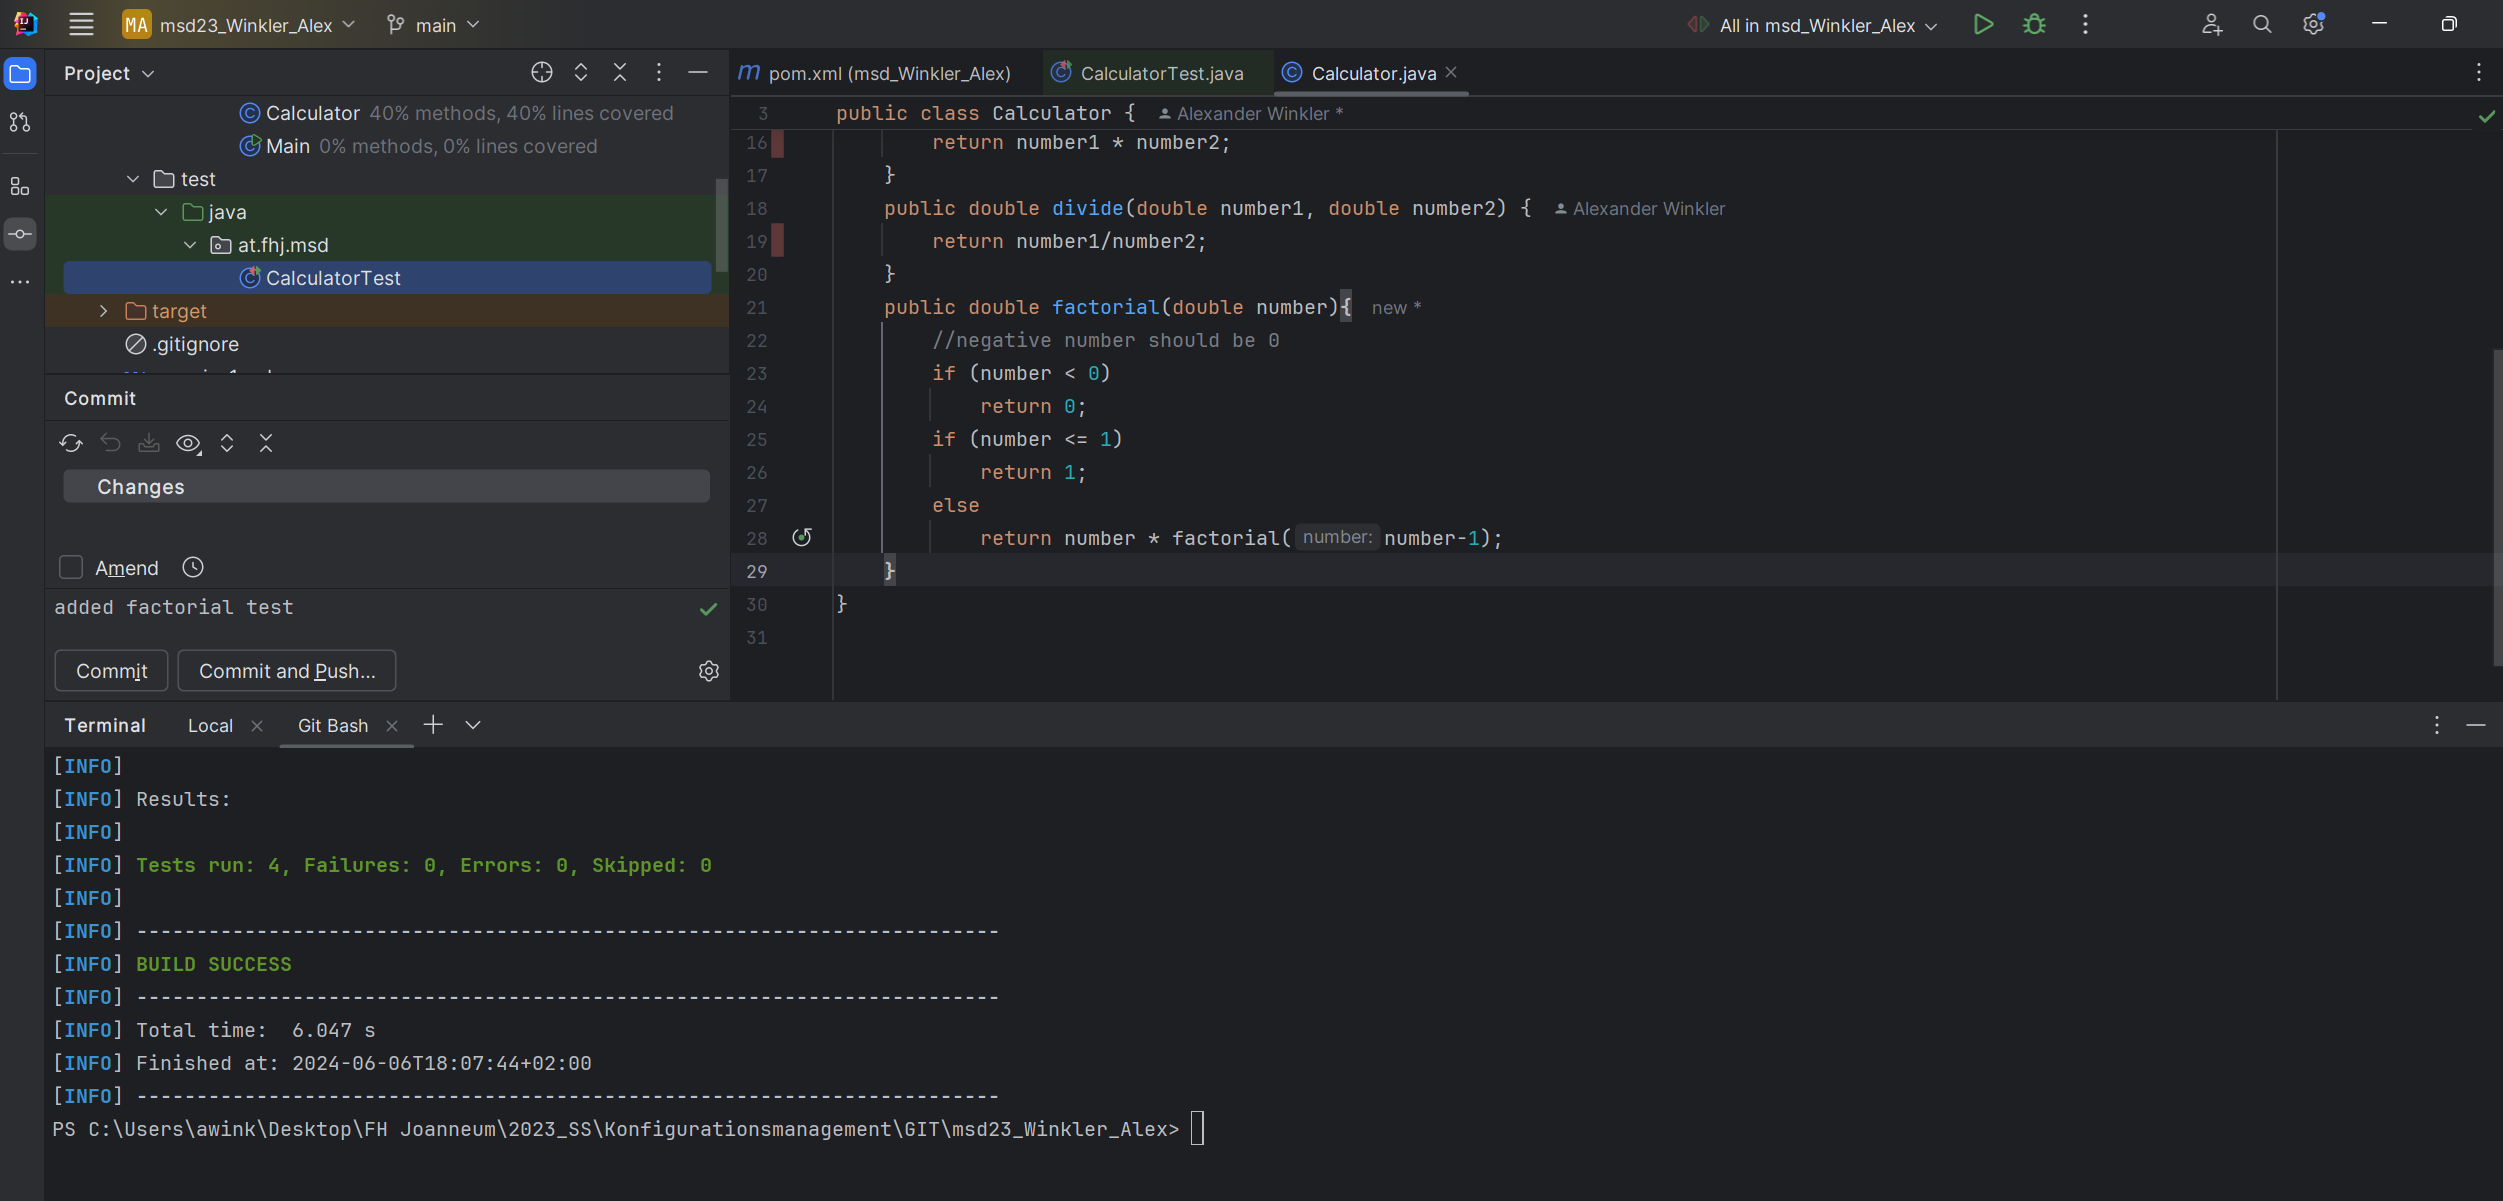 MA msd23_Winkler_Alex main All in msd_Winkler_Alex
Project
Calculator 40% methods, 40% lines covered
Main 0% methods, 0% lines covered
test
java
at.fhj.msd
CalculatorTest
target
.gitignore
Commit
Changes
Amend
added factorial test
Commit Commit and Push...
pom.xml (msd_Winkler_Alex) CalculatorTest.java Calculator.java
3 public class Calculator { Alexander Winkler *
16 return number1 * number2;
17 }
18 public double divide(double number1, double number2) { Alexander Winkler
19 return number1/number2;
20 }
21 public double factorial(double number){ new *
22 //negative number should be 0
23 if (number < 0)
24 return 0;
25 if (number <= 1)
26 return 1;
27 else
28 return number * factorial( number: number-1);
29 }
30 }
31
Terminal Local Git Bash
[INFO]
[INFO] Results:
[INFO]
[INFO] Tests run: 4, Failures: 0, Errors: 0, Skipped: 0
[INFO]
[INFO] ------------------------------------------------------------------------
[INFO] BUILD SUCCESS
[INFO] ------------------------------------------------------------------------
[INFO] Total time:  6.047 s
[INFO] Finished at: 2024-06-06T18:07:44+02:00
[INFO] ------------------------------------------------------------------------
PS C:\Users\awink\Desktop\FH Joanneum\2023_SS\Konfigurationsmanagement\GIT\msd23_Winkler_Alex>